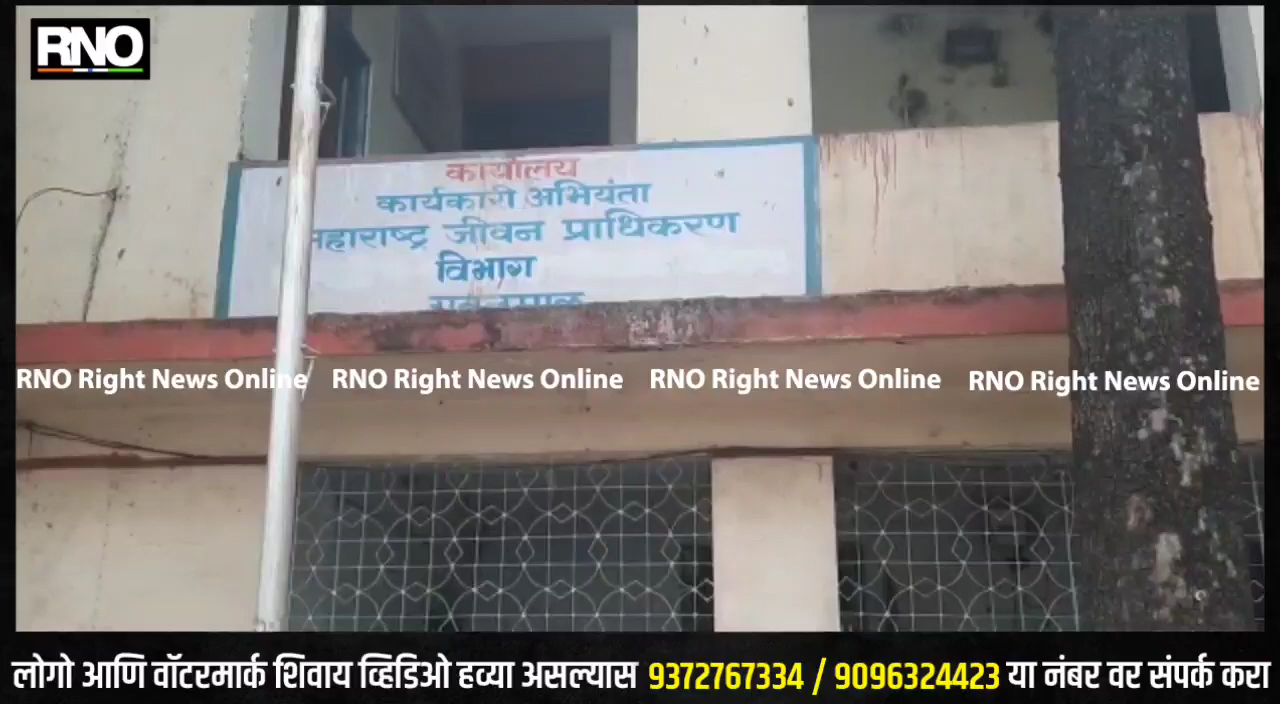 RNO
कार्यालय
कार्यकारी अभियंता
महाराष्ट्र जीवन प्राधिकरण
विभाग
RNO Right News Online RNO Right News Online RNO Right News Online RNO Right News Online
लोगो आणि वॉटरमार्क शिवाय व्हिडिओ हव्या असल्यास 9372767334 / 9096324423 या नंबर वर संपर्क करा